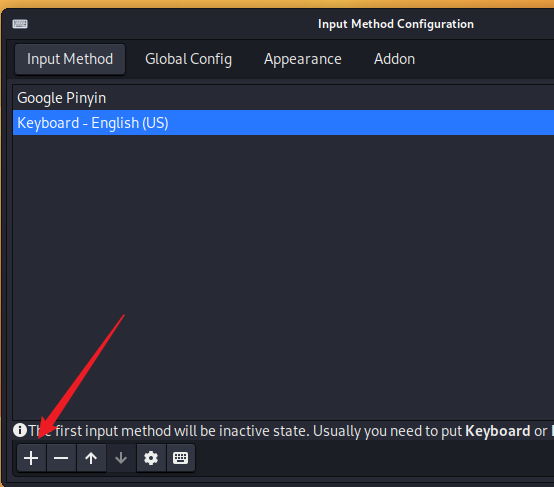 Input Method Configuration
Input Method Global Config Appearance Addon
Google Pinyin
Keyboard - English (US)
The first input method will be inactive state. Usually you need to put Keyboard or